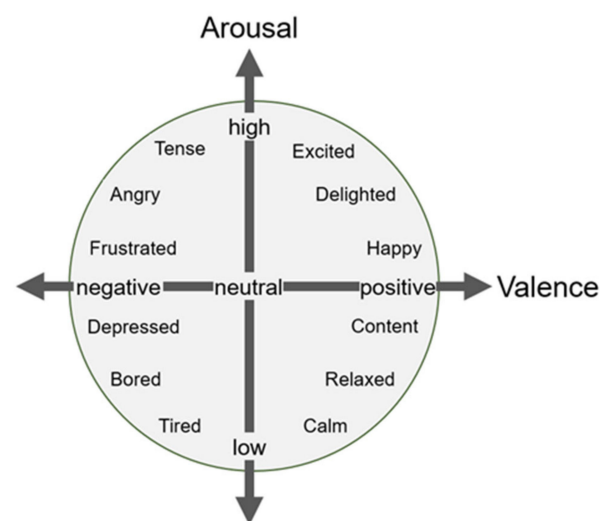 Arousal
high
Tense
Excited
Angry
Delighted
Frustrated
Happy
negative
neutral
positive
Valence
Depressed
Content
Bored
Relaxed
Tired
Calm
low